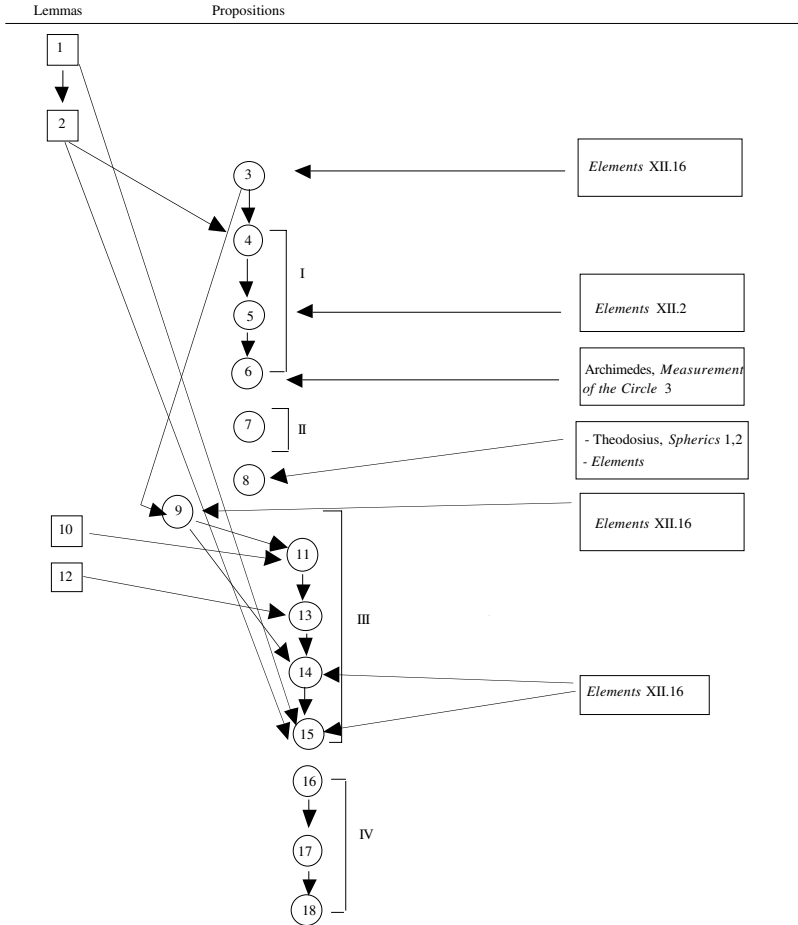 Lemmas Propositions
1
2
3
Elements XII.16
4
I
5
Elements XII.2
6
Archimedes, Measurement
of the Circle 3
7
II
- Theodosius, Spherics 1,2
- Elements
8
9
Elements XII.16
10
11
12
13
III
14
Elements XII.16
15
16
IV
17
18